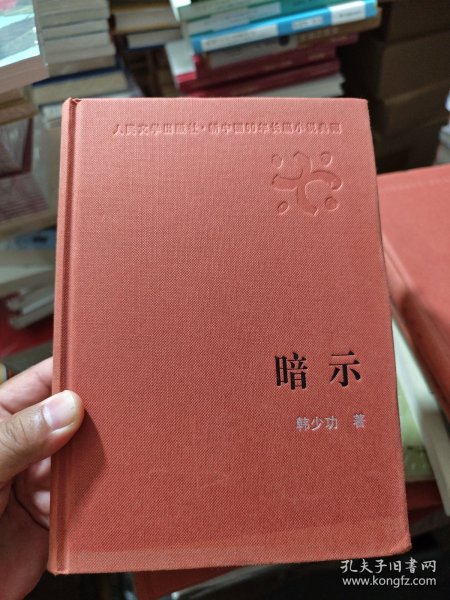 人民文学出版社·新中国60年长篇小说典藏
暗示
韩少功 著
孔夫子旧书网
www.kongfz.com